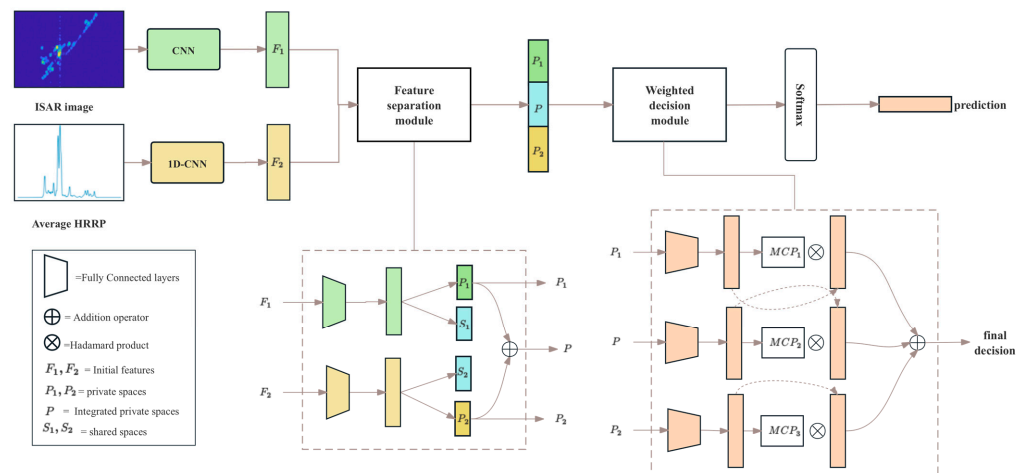 ISAR image
CNN
F₁
Average HRRP
1D-CNN
F₂
Feature
separation
module
P₁
P
P₂
Weighted
decision
module
Softmax
prediction
=Fully Connected layers
= Addition operator
=Hadamard product
F₁, F₂ = Initial features
P₁, P₂ = private spaces
P = Integrated private spaces
S₁, S₂ = shared spaces
F₁
P₁
S₁
P₁
P
F₂
S₂
P₂
P₂
P₁
MCP₁
P
MCP₂
final
decision
P₂
MCP₃